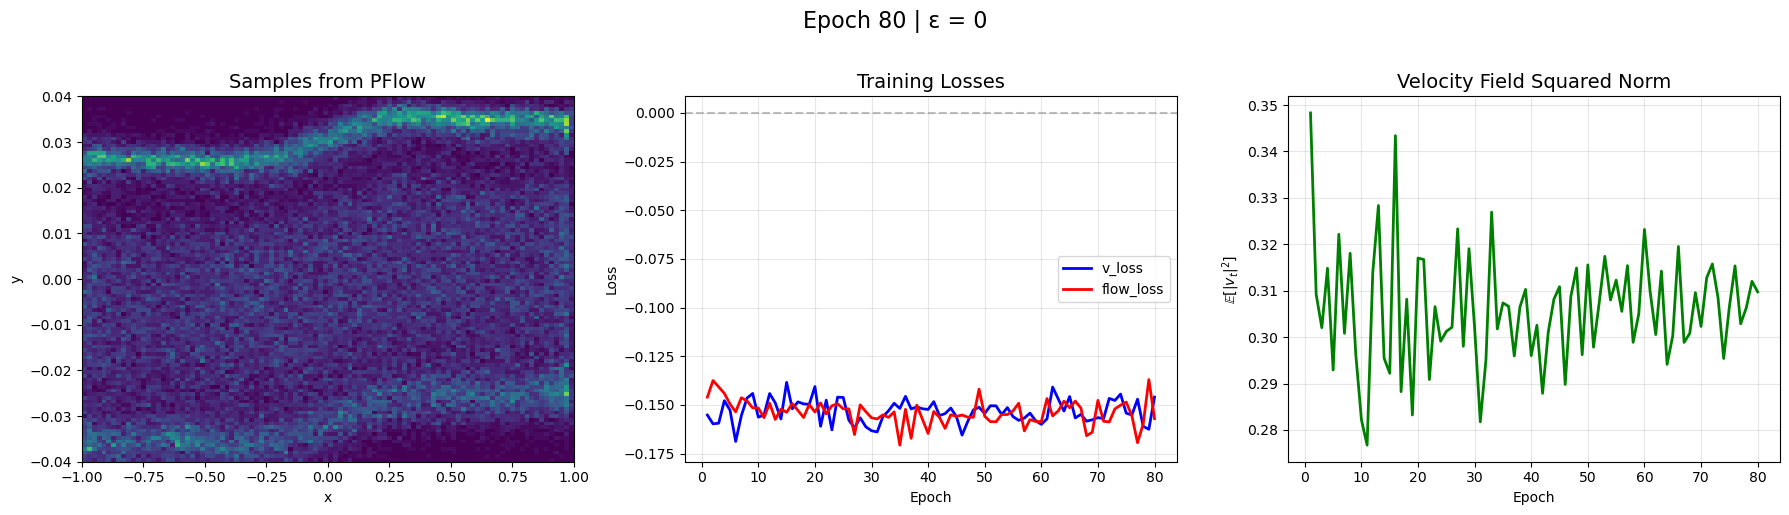 Epoch 80 | ε = 0
Samples from PFlow
0.04
0.03
0.02
0.01
0.00
−0.01
−0.02
−0.03
−0.04
y
−1.00 −0.75 −0.50 −0.25 0.00 0.25 0.50 0.75 1.00
x
Training Losses
0.000
−0.025
−0.050
−0.075
−0.100
−0.125
−0.150
−0.175
Loss
v_loss
flow_loss
0 10 20 30 40 50 60 70 80
Epoch
Velocity Field Squared Norm
0.35
0.34
0.33
0.32
0.31
0.30
0.29
0.28
𝔼[|v_t|²]
0 10 20 30 40 50 60 70 80
Epoch